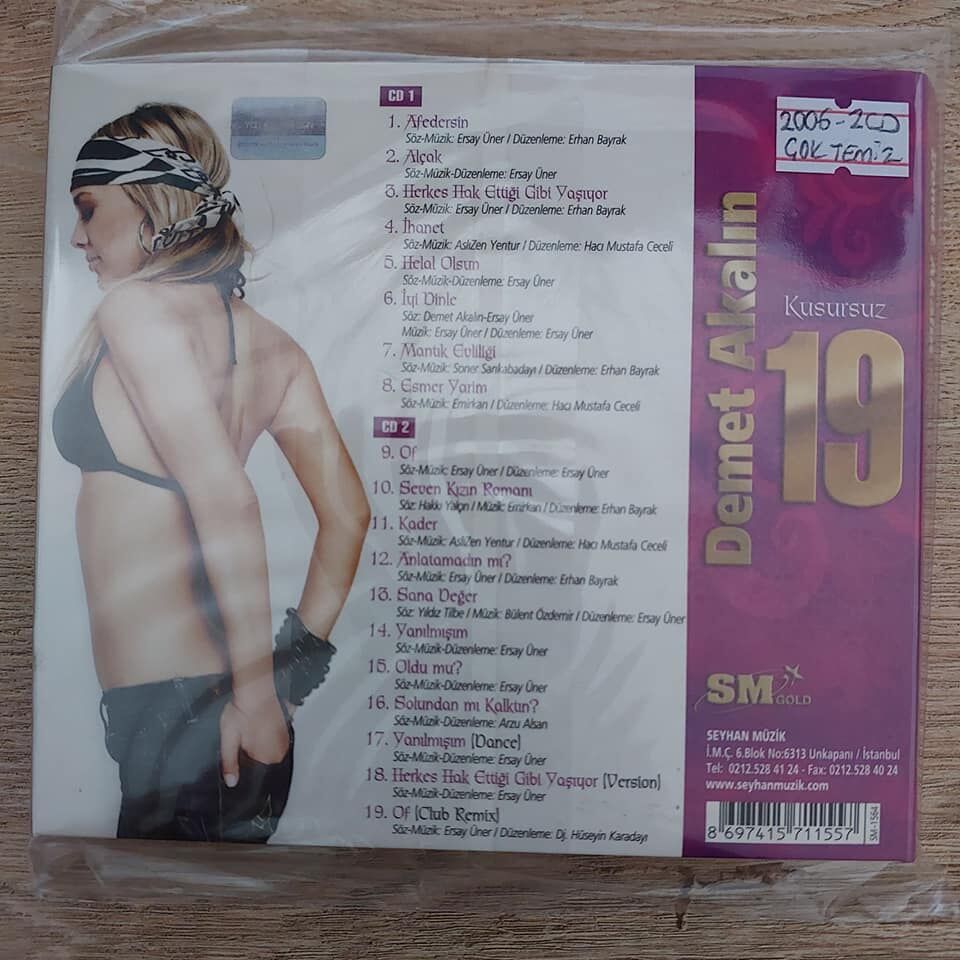 CD 1
1. Afedersin
Söz-Müzik: Ersay Üner / Düzenleme: Erhan Bayrak
2. Alçak
Söz-Müzik-Düzenleme: Ersay Üner
3. Herkes Hak Ettiği Gibi Yaşıyor
Söz-Müzik: Ersay Üner / Düzenleme: Erhan Bayrak
4. İhanet
Söz-Müzik: AslıZen Yentur / Düzenleme: Hacı Mustafa Ceceli
5. Helal Olsun
Söz-Müzik-Düzenleme: Ersay Üner
6. İyi Dinle
Söz: Demet Akalın-Ersay Üner
Müzik: Ersay Üner / Düzenleme: Ersay Üner
7. Mantık Evliliği
Söz-Müzik: Soner Sarıkabadayı / Düzenleme: Erhan Bayrak
8. Esmer Yarim
Söz-Müzik: Emirkan / Düzenleme: Hacı Mustafa Ceceli
CD 2
9. Of
Söz-Müzik: Ersay Üner / Düzenleme: Ersay Üner
10. Seven Kızın Romanı
Söz: Hakkı Yalçın / Müzik: Emirkan / Düzenleme: Erhan Bayrak
11. Kader
Söz-Müzik: AslıZen Yentur / Düzenleme: Hacı Mustafa Ceceli
12. Anlatamadın mı?
Söz-Müzik: Ersay Üner / Düzenleme: Erhan Bayrak
13. Sana Değer
Söz: Yıldız Tilbe / Müzik: Bülent Özdemir / Düzenleme: Ersay Üner
14. Yanılmışım
Söz-Müzik-Düzenleme: Ersay Üner
15. Oldu mu?
Söz-Müzik-Düzenleme: Ersay Üner
16. Solundan mı Kalktın?
Söz-Müzik-Düzenleme: Arzu Alsan
17. Yanılmışım [Dance]
Söz-Müzik-Düzenleme: Ersay Üner
18. Herkes Hak Ettiği Gibi Yaşıyor [Version]
Söz-Müzik-Düzenleme: Ersay Üner
19. Of [Club Remix]
Söz-Müzik: Ersay Üner / Düzenleme: Dj. Hüseyin Karadayı
2006-2CD
ÇOK TEMİZ
Demet Akalın
Kusursuz
19
SM GOLD
SEYHAN MÜZİK
İ.M.Ç. 6.Blok No:6313 Unkapanı / İstanbul
Tel: 0212.528 41 24 - Fax: 0212.528 40 24
www.seyhanmuzik.com
8 697415 711557
SM-1564